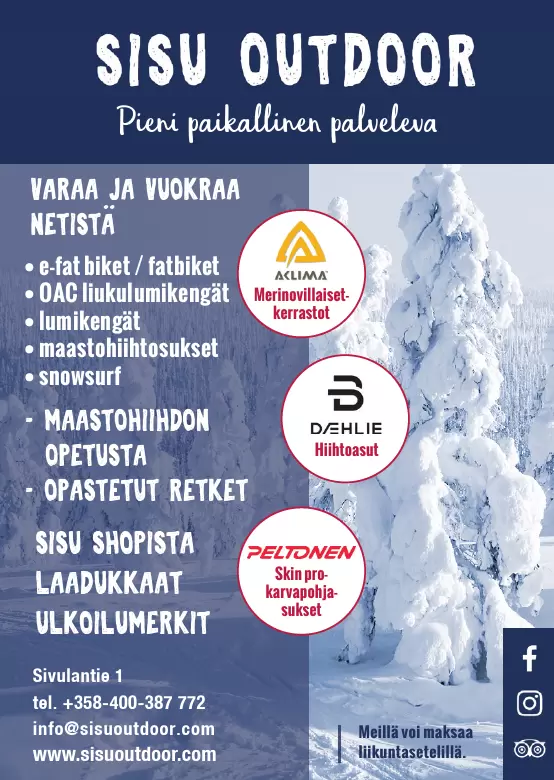 SISU OUTDOOR
Pieni paikallinen palveleva
VARAA JA VUOKRAA
NETISTÄ
• e-fat biket / fatbiket
• OAC liukulumikengät
• lumikengät
• maastohiihtosukset
• snowsurf
- MAASTOHIIHDON
OPETUSTA
- OPASTETUT RETKET
SISU SHOPISTA
LAADUKKAAT
ULKOILUMERKIT
Sivulantie 1
tel. +358-400-387 772
info@sisuoutdoor.com
www.sisuoutdoor.com
ACLIMA
Merinovillaiset-
kerrastot
DÆHLIE
Hiihtoasut
PELTONEN
Skin pro-
karvapohja-
sukset
Meillä voi maksaa
liikuntasetelillä.